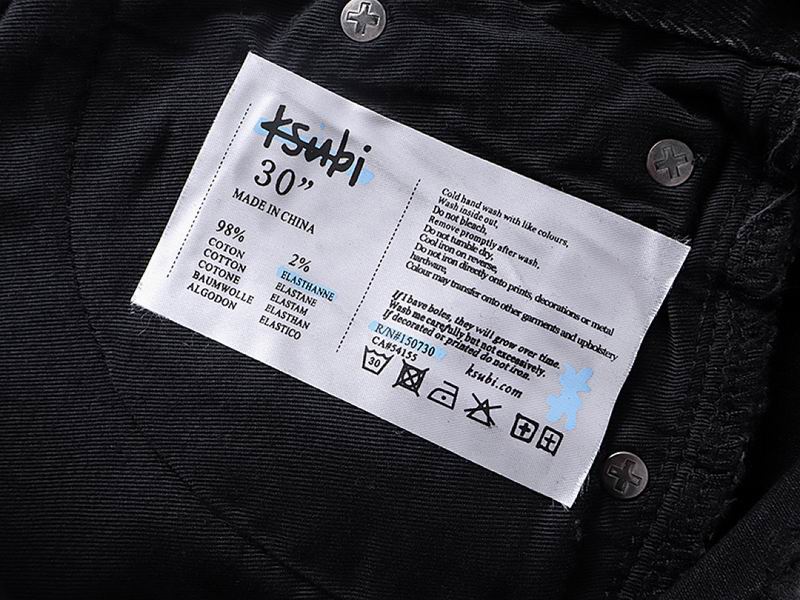 ksubi
30”
MADE IN CHINA
98%
COTON
COTTON
COTONE
BAUMWOLLE
ALGODON
2%
ELASTHANNE
ELASTANE
ELASTAM
ELASTHAN
ELASTICO
Cold hand wash with like colours,
Wash inside out,
Do not bleach,
Remove promptly after wash,
Do not tumble dry,
Cool iron on reverse,
Do not iron directly onto prints, decorations or metal
hardware,
Colour may transfer onto other garments and upholstery
If I have boles, they will grow over time.
Wash me carefully but not excessively.
If decorated or printed do not iron.
R/N#150730
CA#54155
ksubi.com
30